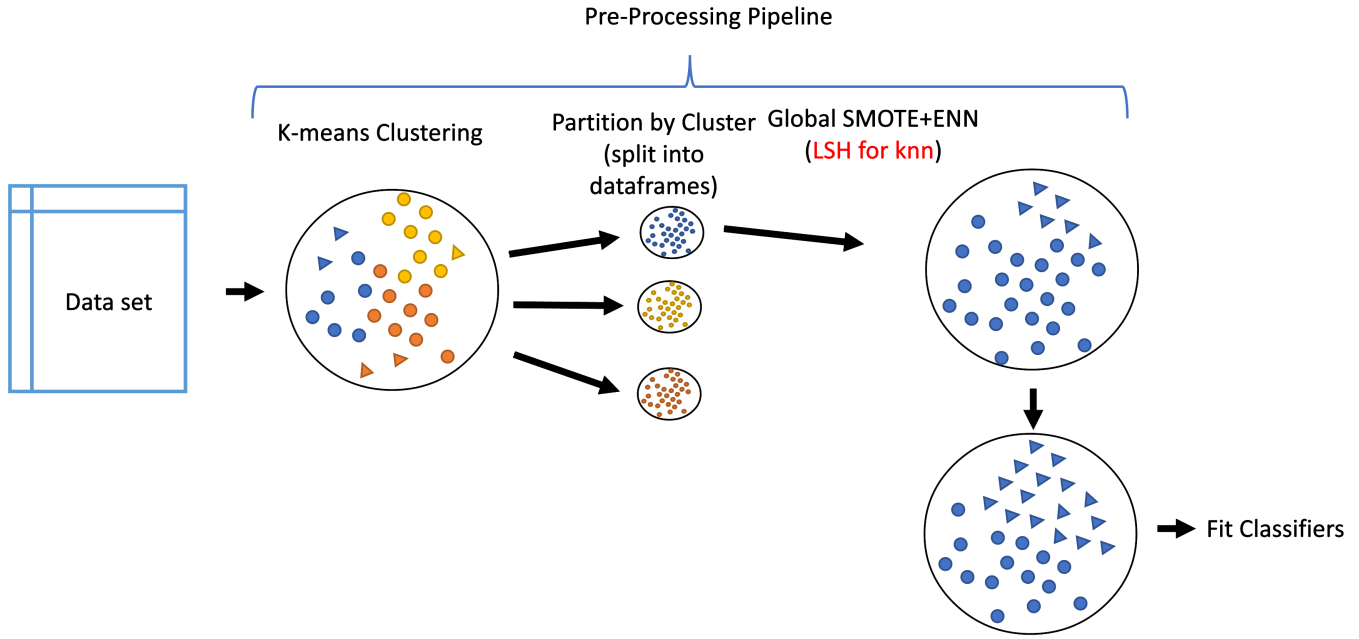 Pre-Processing Pipeline
K-means Clustering
Partition by Cluster
(split into
dataframes)
Global SMOTE+ENN
(LSH for knn)
Data set
Fit Classifiers